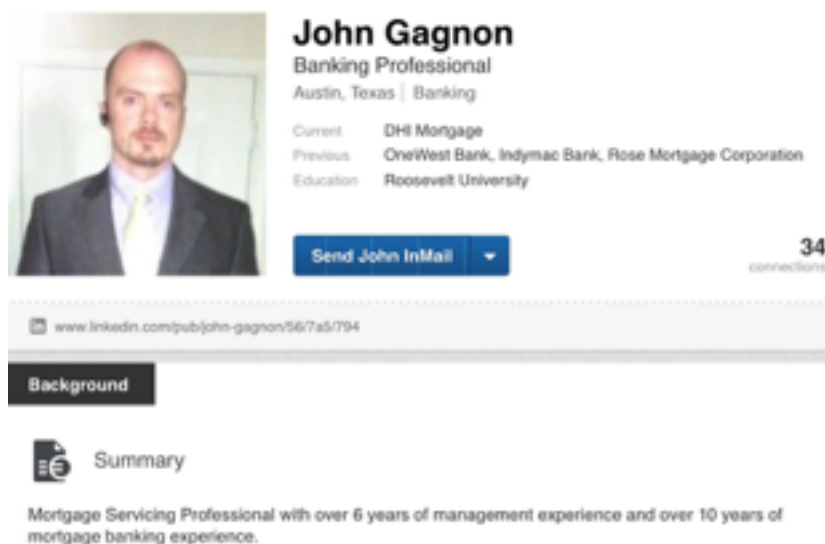 John Gagnon
Banking Professional
Austin, Texas | Banking
Current DHI Mortgage
Previous OneWest Bank, Indymac Bank, Rose Mortgage Corporation
Education Roosevelt University
Send John InMail
34
connections
www.linkedin.com/pub/john-gagnon/56/7a5/794
Background
Summary
Mortgage Servicing Professional with over 6 years of management experience and over 10 years of
mortgage banking experience.